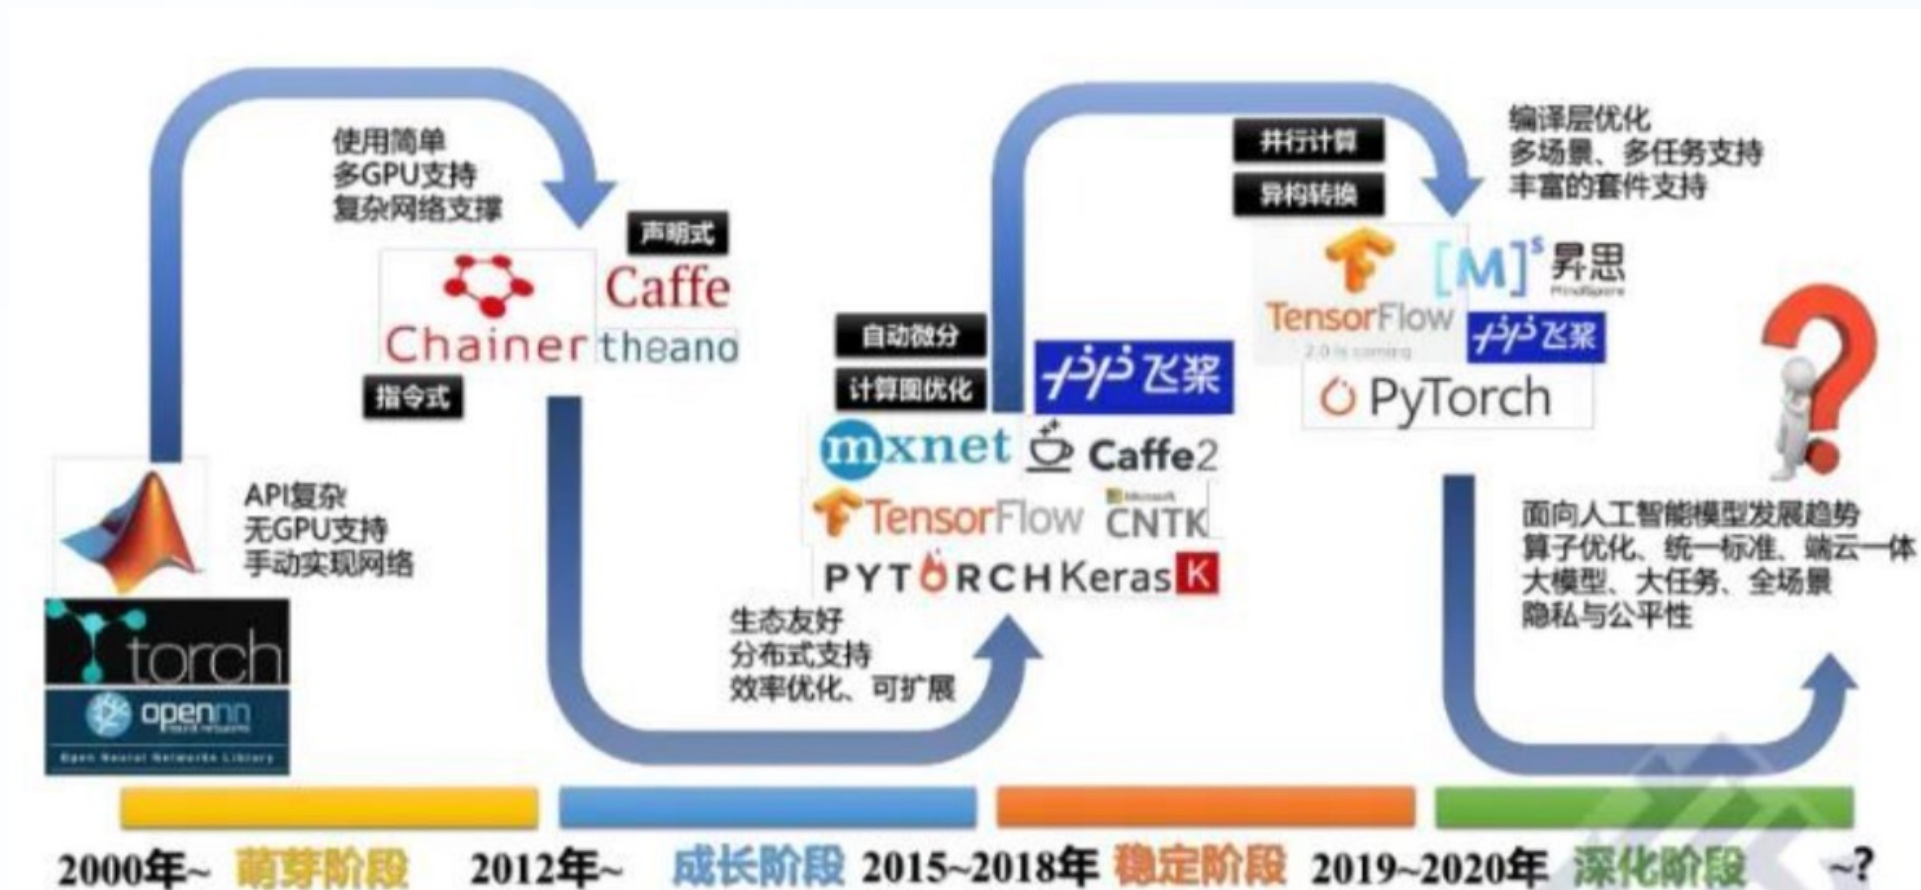 使用简单
多GPU支持
复杂网络支撑
声明式
Caffe
Chainer
theano
指令式
API复杂
无GPU支持
手动实现网络
torch
opennn
Open Neural Networks Library
自动微分
计算图优化
飞桨
mxnet
Caffe2
TensorFlow
Microsoft
CNTK
PYTORCH
Keras K
生态友好
分布式支持
效率优化、可扩展
并行计算
异构转换
编译层优化
多场景、多任务支持
丰富的套件支持
TensorFlow
2.0 is coming
[M]s
昇思
MindSpore
飞桨
PyTorch
?
面向人工智能模型发展趋势
算子优化、统一标准、端云一体
大模型、大任务、全场景
隐私与公平性
2000年~ 萌芽阶段 2012年~ 成长阶段 2015~2018年 稳定阶段 2019~2020年 深化阶段 ~?